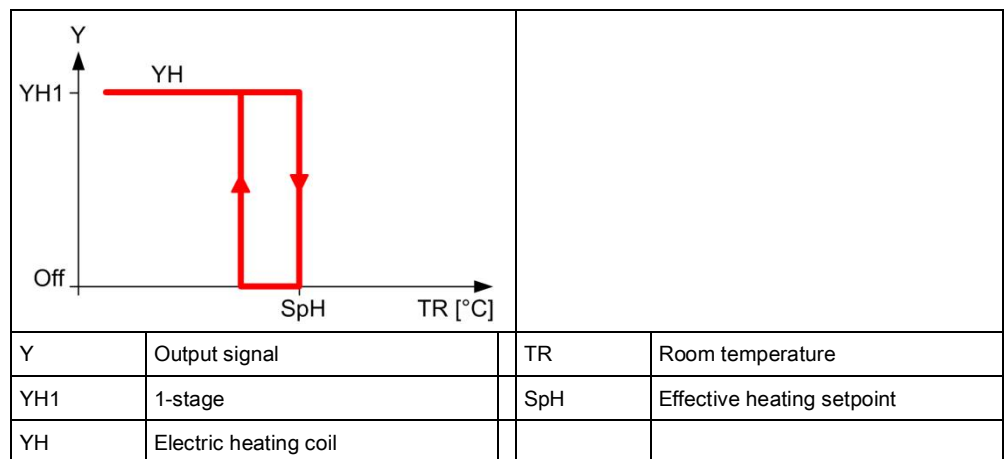 Y
YH
YH1
Off
SpH TR [°C]
Y Output signal TR Room temperature
YH1 1-stage SpH Effective heating setpoint
YH Electric heating coil